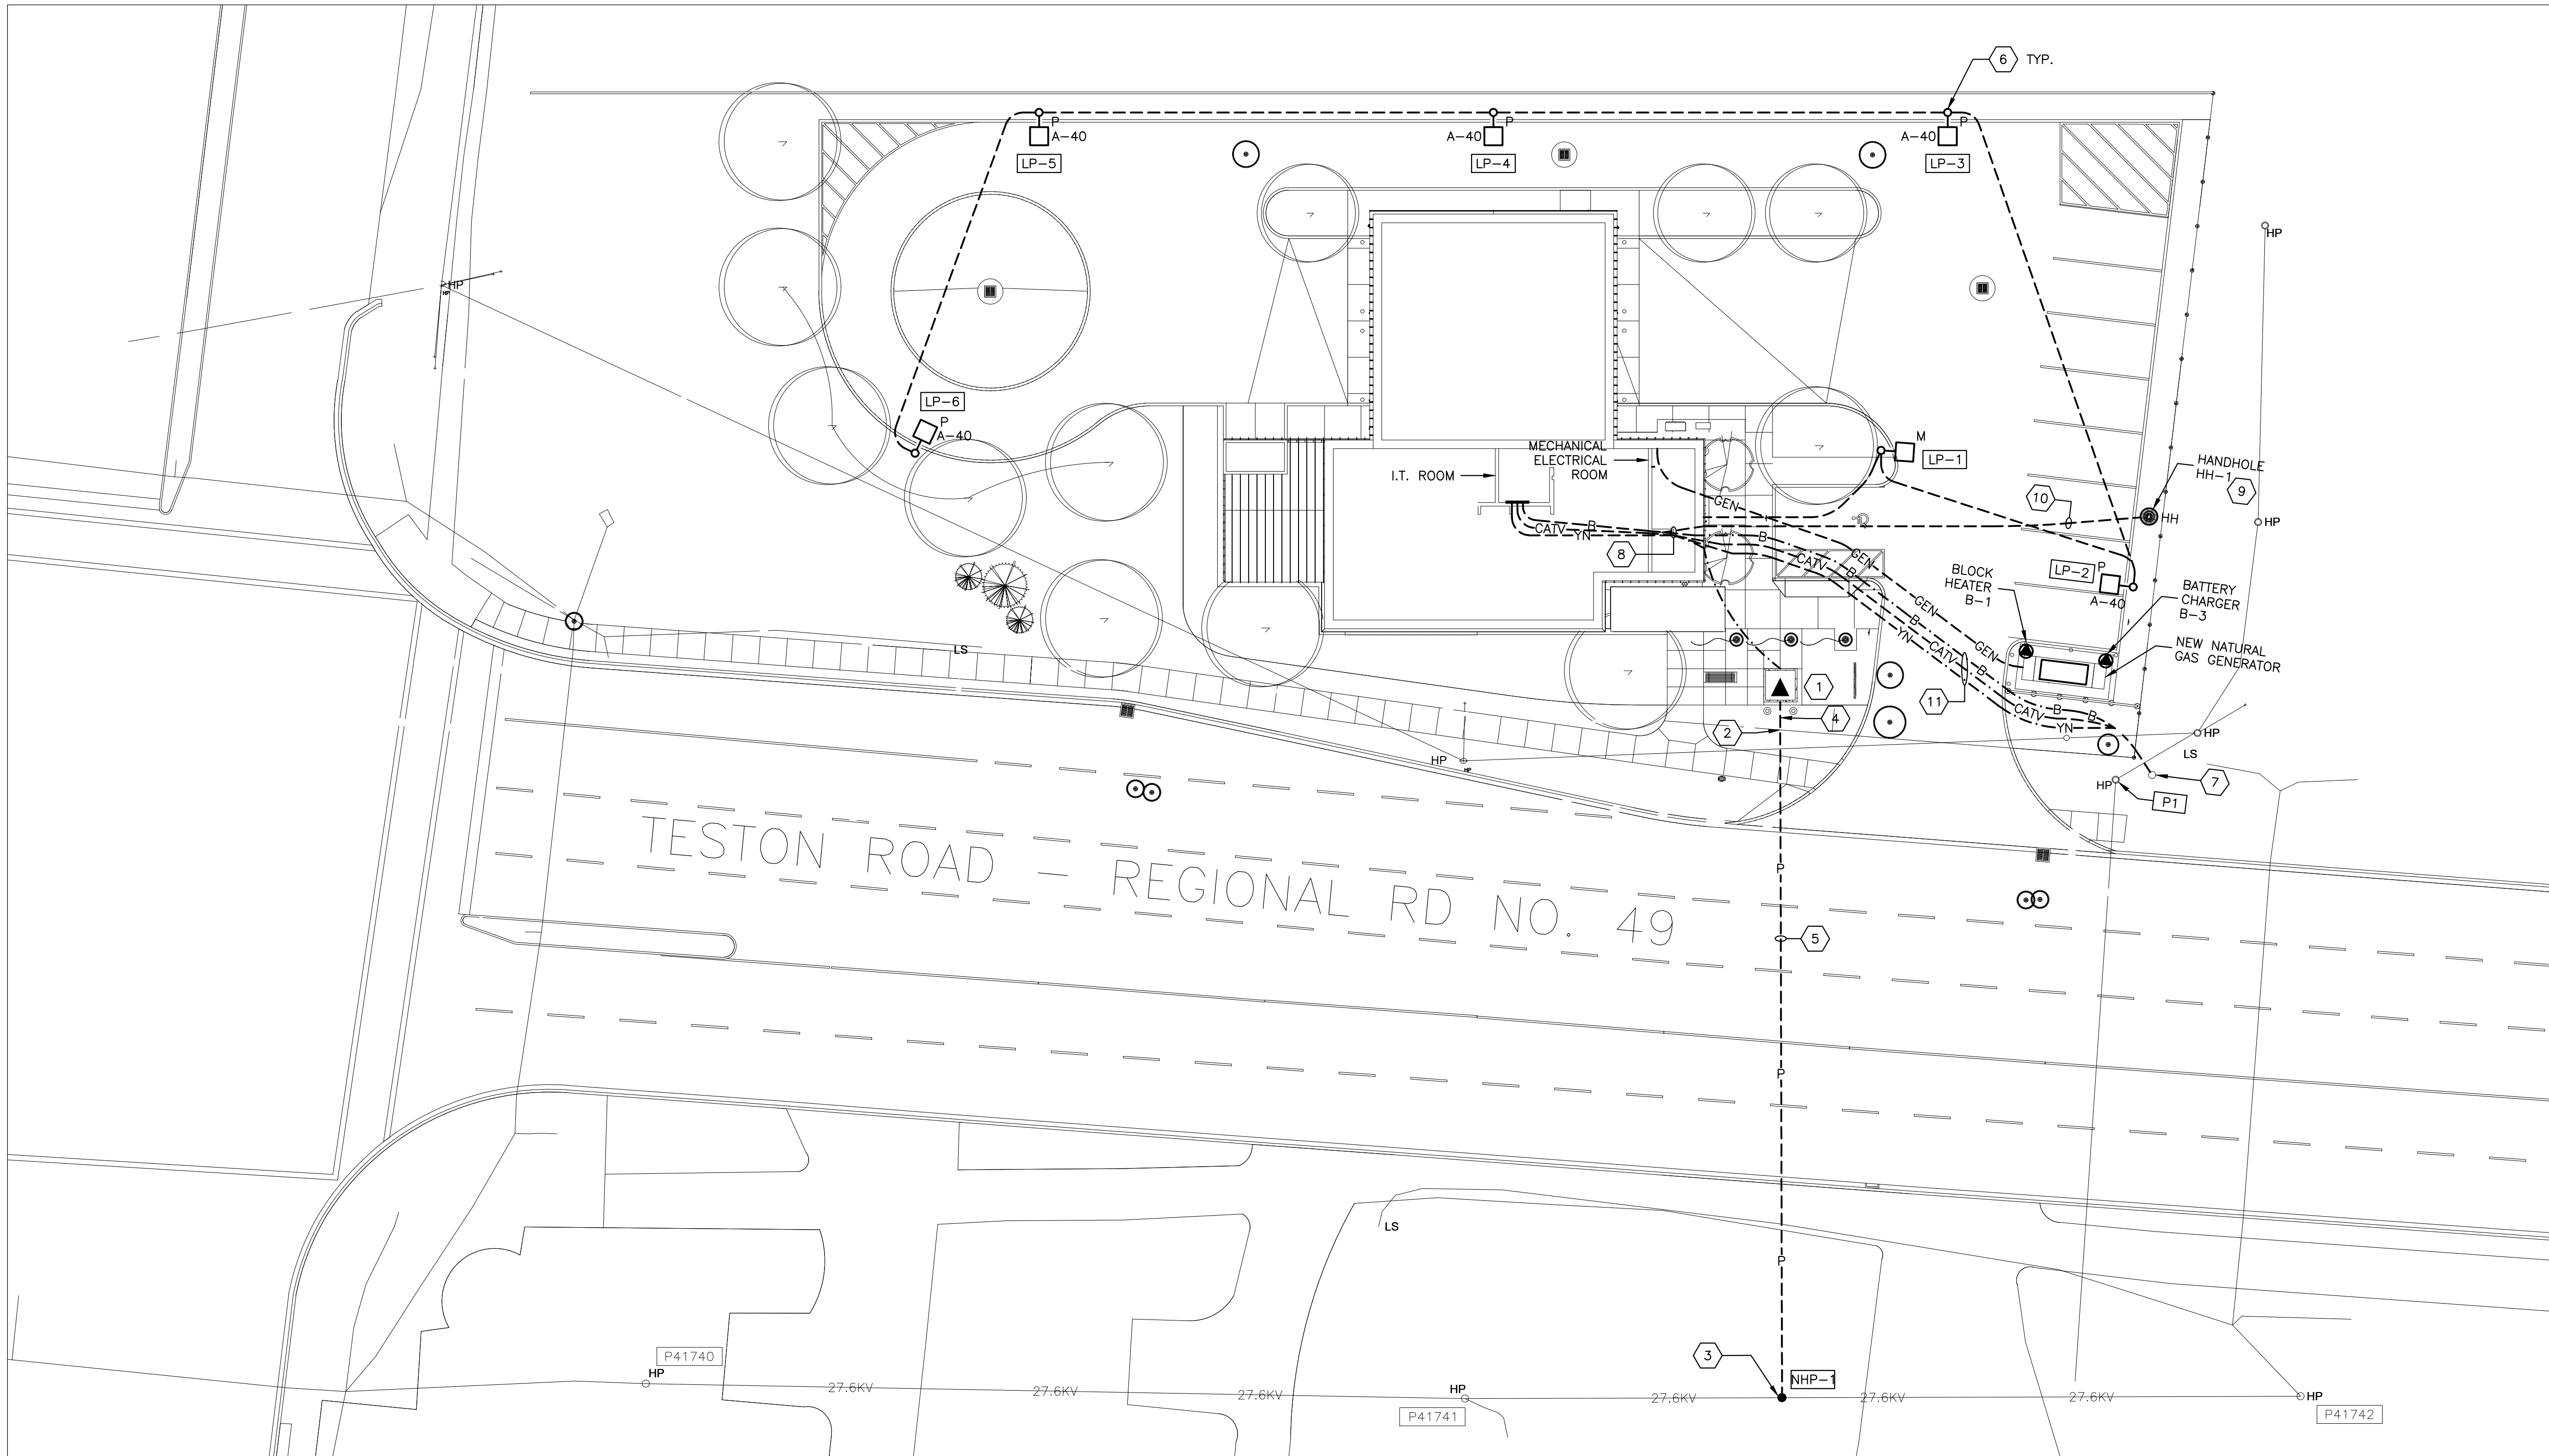 6 TYP.
P
A-40
LP-5
P
A-40
LP-4
P
A-40
LP-3
HP
HP
HP
LP-6
P
A-40
MECHANICAL
ELECTRICAL
ROOM
I.T. ROOM
M
LP-1
HANDHOLE
HH-1
9
10
HH
HP
GEN
B
CATV
YN
8
B
CATV
GEN
B
LP-2
P
A-40
BLOCK
HEATER
B-1
BATTERY
CHARGER
B-3
NEW NATURAL
GAS GENERATOR
GEN
B
YN
CATV
GEN
B
LS
1
4
2
11
CATV
B
B
YN
HP
LS
HP
HP
HP
P1
7
TESTON ROAD - REGIONAL RD NO. 49
P
5
P
LS
P
3
NHP-1
P41740
HP
27.6KV
27.6KV
27.6KV
HP
P41741
27.6KV
27.6KV
27.6KV
HP
P41742